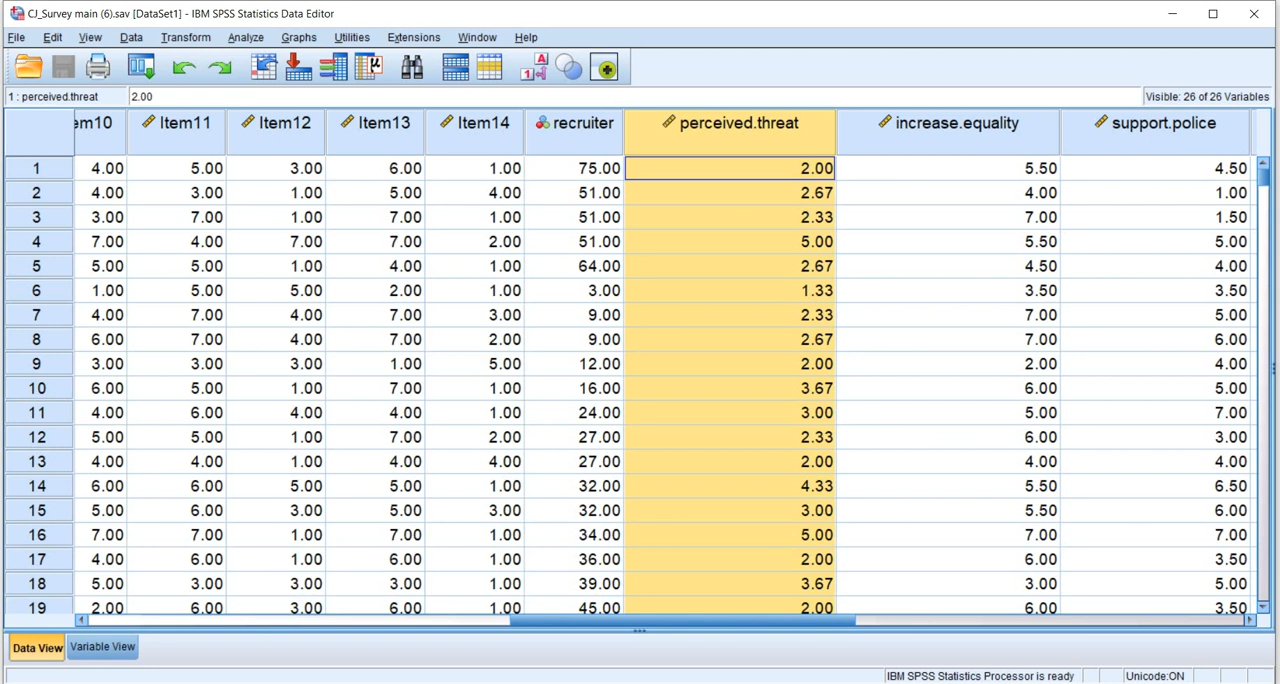 CJ_Survey main (6).sav [DataSet1] - IBM SPSS Statistics Data Editor
File Edit View Data Transform Analyze Graphs Utilities Extensions Window Help
1 : perceived.threat 2.00 Visible: 26 of 26 Variables
em10 Item11 Item12 Item13 Item14 recruiter perceived.threat increase.equality support.police
1 4.00 5.00 3.00 6.00 1.00 75.00 2.00 5.50 4.50
2 4.00 3.00 1.00 5.00 4.00 51.00 2.67 4.00 1.00
3 3.00 7.00 1.00 7.00 1.00 51.00 2.33 7.00 1.50
4 7.00 4.00 7.00 7.00 2.00 51.00 5.00 5.50 5.00
5 5.00 5.00 1.00 4.00 1.00 64.00 2.67 4.50 4.00
6 1.00 5.00 5.00 2.00 1.00 3.00 1.33 3.50 3.50
7 4.00 7.00 4.00 7.00 3.00 9.00 2.33 7.00 5.00
8 6.00 7.00 4.00 7.00 2.00 9.00 2.67 7.00 6.00
9 3.00 3.00 3.00 1.00 5.00 12.00 2.00 2.00 4.00
10 6.00 5.00 1.00 7.00 1.00 16.00 3.67 6.00 5.00
11 4.00 6.00 4.00 4.00 1.00 24.00 3.00 5.00 7.00
12 5.00 5.00 1.00 7.00 2.00 27.00 2.33 6.00 3.00
13 4.00 4.00 1.00 4.00 4.00 27.00 2.00 4.00 4.00
14 6.00 6.00 5.00 5.00 1.00 32.00 4.33 5.50 6.50
15 5.00 6.00 3.00 5.00 3.00 32.00 3.00 5.50 6.00
16 7.00 7.00 1.00 7.00 1.00 34.00 5.00 7.00 7.00
17 4.00 6.00 1.00 6.00 1.00 36.00 2.00 6.00 3.50
18 5.00 3.00 3.00 3.00 1.00 39.00 3.67 3.00 5.00
19 2.00 6.00 3.00 6.00 1.00 45.00 2.00 6.00 3.50
Data View Variable View
IBM SPSS Statistics Processor is ready Unicode:ON